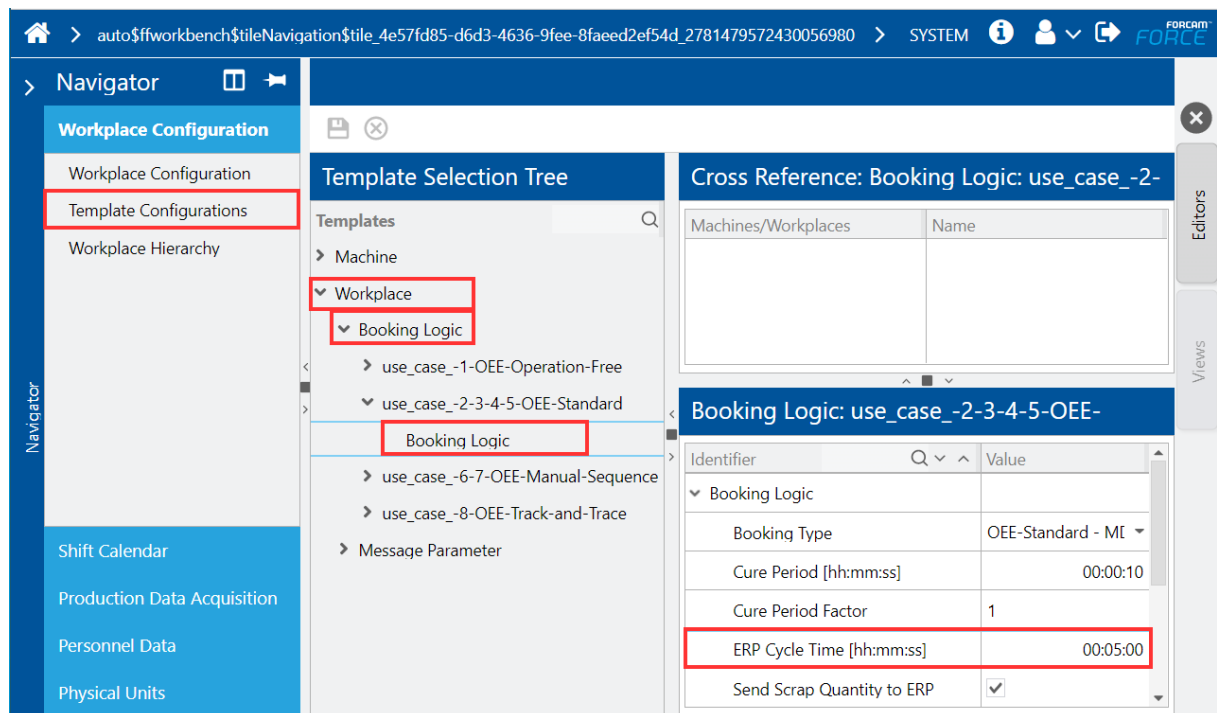 auto$ffworkbench$tileNavigation$tile_4e57fd85-d6d3-4636-9fee-8faeed2ef54d_2781479572430056980 > SYSTEM
FORCAM
FORCE
Navigator
Workplace Configuration
Workplace Configuration
Template Configurations
Workplace Hierarchy
Shift Calendar
Production Data Acquisition
Personnel Data
Physical Units
Navigator
Template Selection Tree
Templates
Machine
Workplace
Booking Logic
use_case_-1-OEE-Operation-Free
use_case_-2-3-4-5-OEE-Standard
Booking Logic
use_case_-6-7-OEE-Manual-Sequence
use_case_-8-OEE-Track-and-Trace
Message Parameter
Cross Reference: Booking Logic: use_case_-2-
Machines/Workplaces Name
Booking Logic: use_case_-2-3-4-5-OEE-
Identifier Value
Booking Logic
Booking Type OEE-Standard - MD
Cure Period [hh:mm:ss] 00:00:10
Cure Period Factor 1
ERP Cycle Time [hh:mm:ss] 00:05:00
Send Scrap Quantity to ERP
Editors
Views